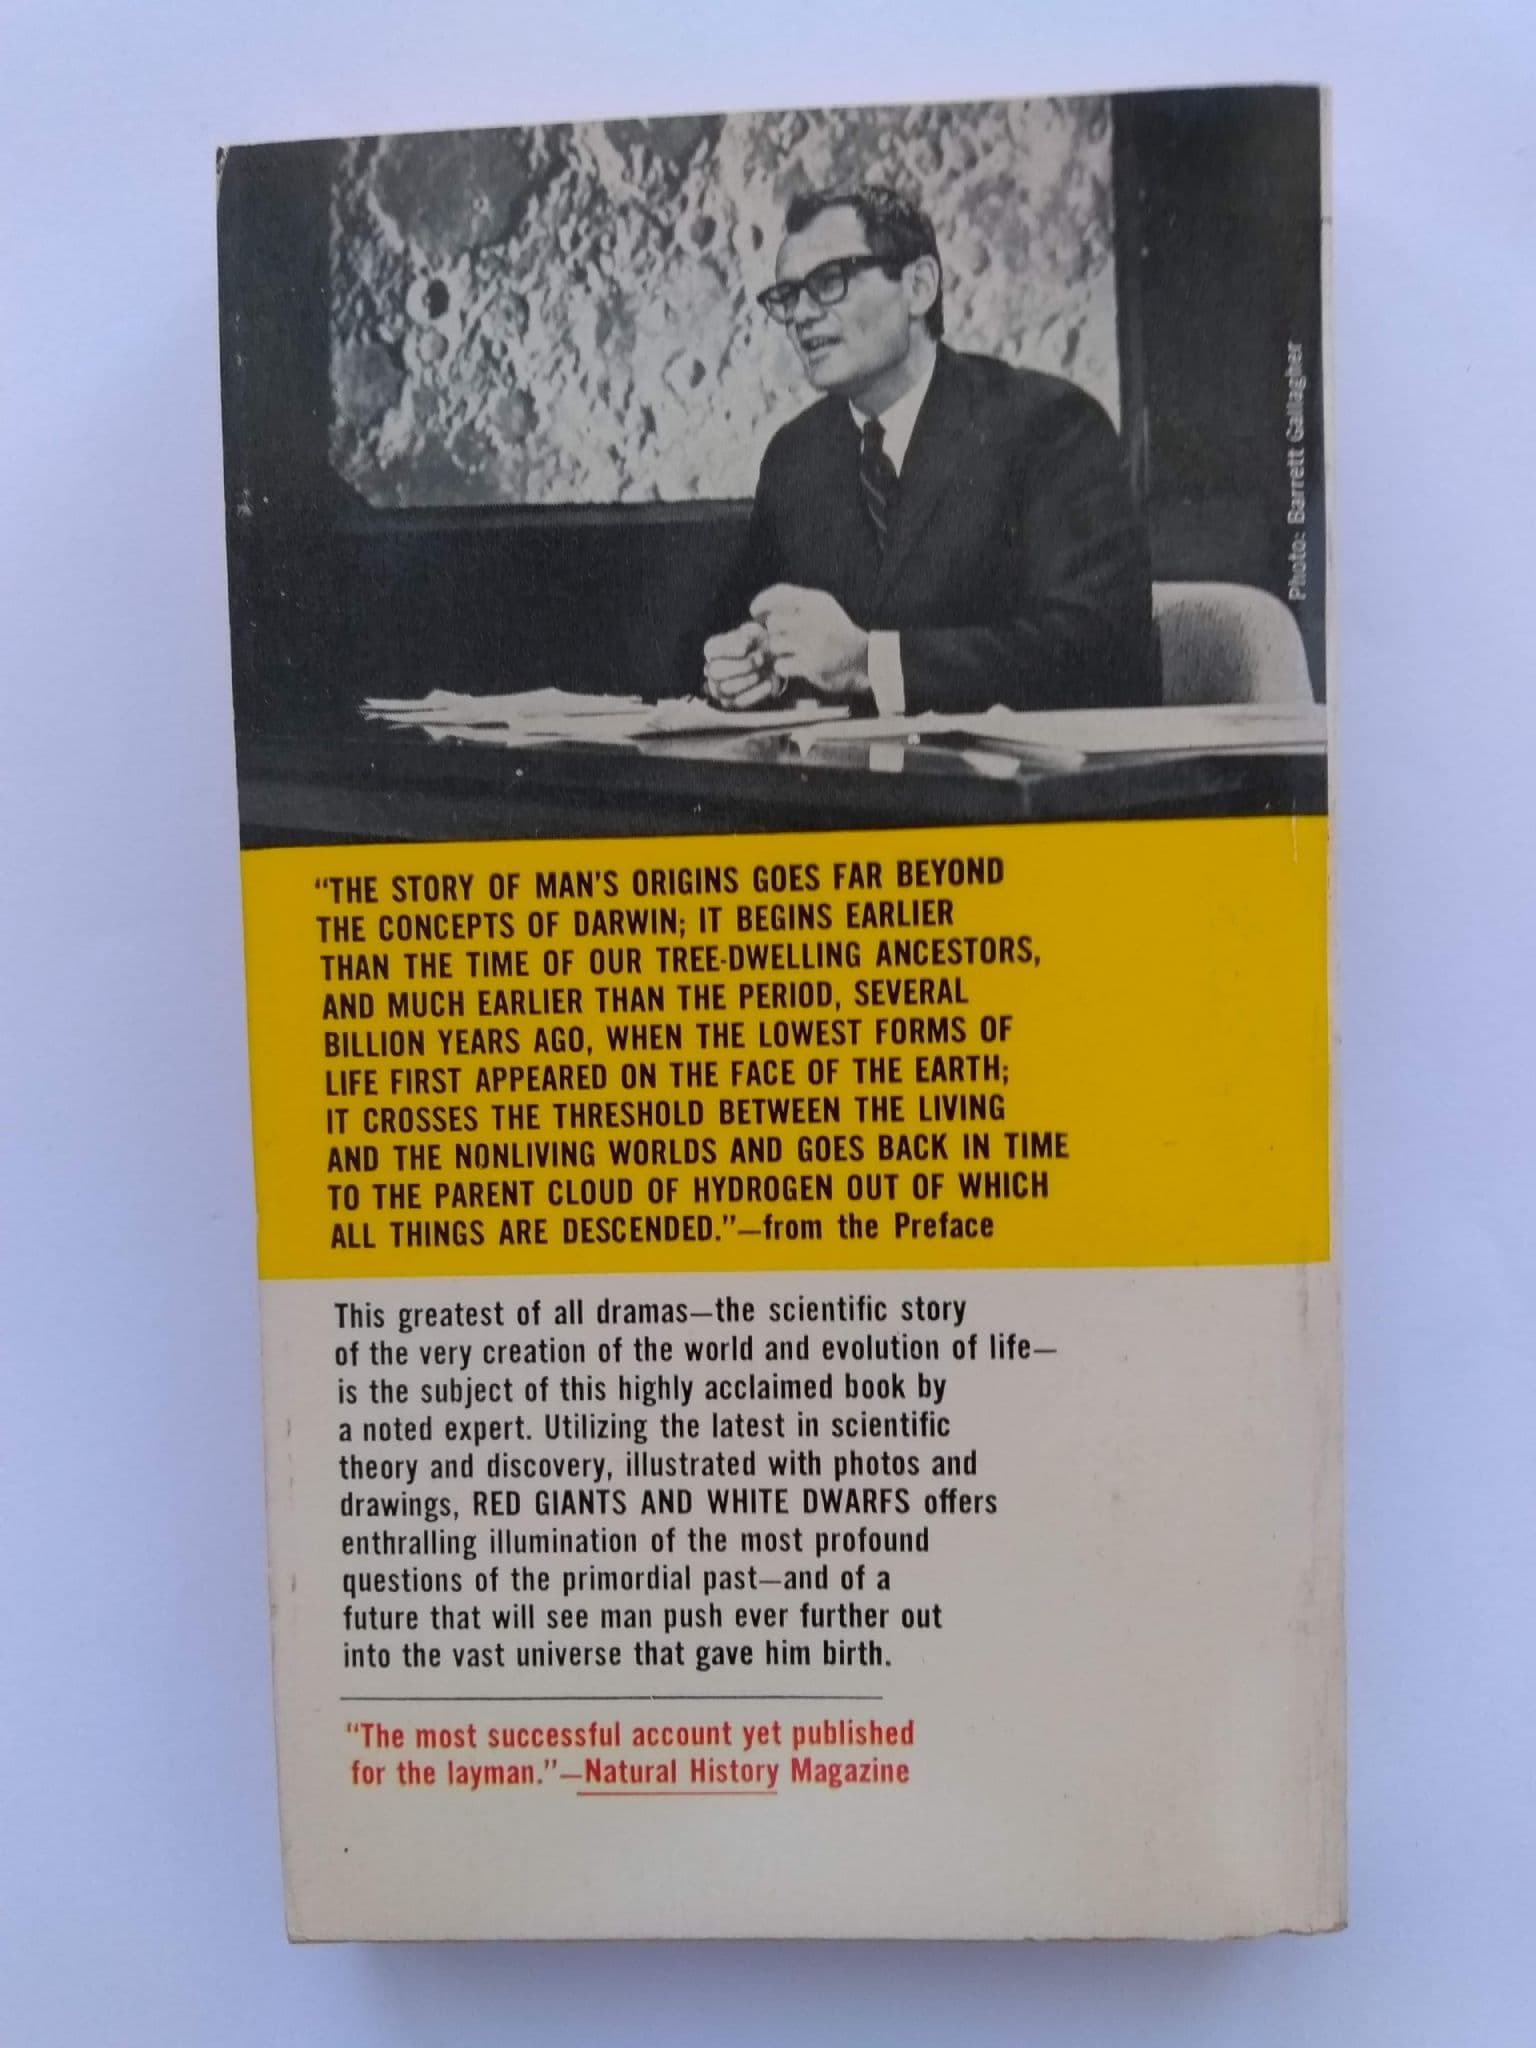 Photo: Barrett Gallagher
“THE STORY OF MAN’S ORIGINS GOES FAR BEYOND
THE CONCEPTS OF DARWIN; IT BEGINS EARLIER
THAN THE TIME OF OUR TREE-DWELLING ANCESTORS,
AND MUCH EARLIER THAN THE PERIOD, SEVERAL
BILLION YEARS AGO, WHEN THE LOWEST FORMS OF
LIFE FIRST APPEARED ON THE FACE OF THE EARTH;
IT CROSSES THE THRESHOLD BETWEEN THE LIVING
AND THE NONLIVING WORLDS AND GOES BACK IN TIME
TO THE PARENT CLOUD OF HYDROGEN OUT OF WHICH
ALL THINGS ARE DESCENDED.”—from the Preface
This greatest of all dramas—the scientific story
of the very creation of the world and evolution of life—
is the subject of this highly acclaimed book by
a noted expert. Utilizing the latest in scientific
theory and discovery, illustrated with photos and
drawings, RED GIANTS AND WHITE DWARFS offers
enthralling illumination of the most profound
questions of the primordial past—and of a
future that will see man push ever further out
into the vast universe that gave him birth.
“The most successful account yet published
for the layman.”—Natural History Magazine